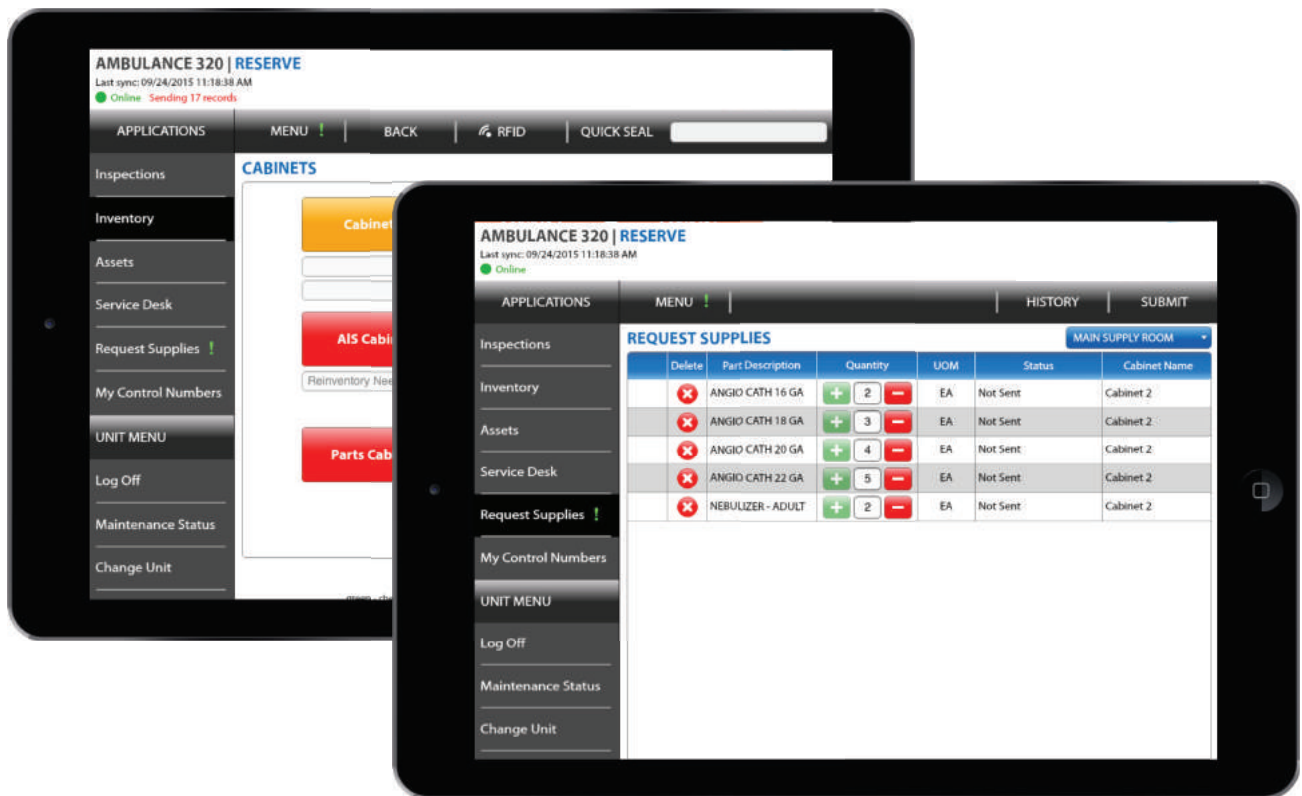 AMBULANCE 320 | RESERVE
Last sync: 09/24/2015 11:18:38 AM
Online Sending 17 records
APPLICATIONS MENU ! BACK RFID QUICK SEAL
Inspections
Inventory
Assets
Service Desk
Request Supplies !
My Control Numbers
UNIT MENU
Log Off
Maintenance Status
Change Unit
CABINETS
Cabinet
AIS Cabi
Reinventory Nee
Parts Cab
AMBULANCE 320 | RESERVE
Last sync: 09/24/2015 11:18:38 AM
Online
APPLICATIONS MENU ! HISTORY SUBMIT
Inspections
Inventory
Assets
Service Desk
Request Supplies !
My Control Numbers
UNIT MENU
Log Off
Maintenance Status
Change Unit
REQUEST SUPPLIES MAIN SUPPLY ROOM
Delete Part Description Quantity UOM Status Cabinet Name
ANGIO CATH 16 GA + 2 - EA Not Sent Cabinet 2
ANGIO CATH 18 GA + 3 - EA Not Sent Cabinet 2
ANGIO CATH 20 GA + 4 - EA Not Sent Cabinet 2
ANGIO CATH 22 GA + 5 - EA Not Sent Cabinet 2
NEBULIZER - ADULT + 2 - EA Not Sent Cabinet 2